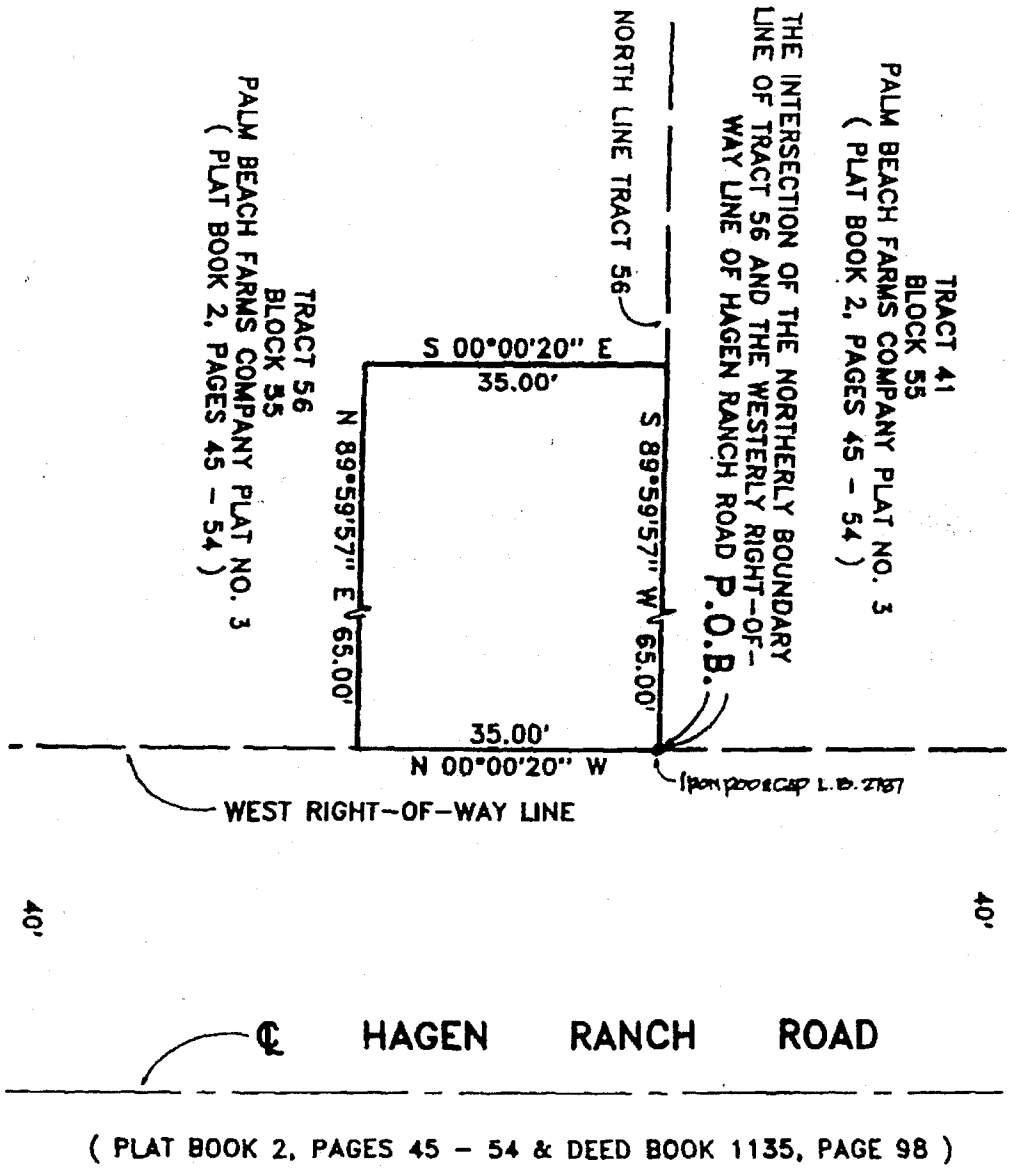 TRACT 41
BLOCK 55
PALM BEACH FARMS COMPANY PLAT NO. 3
( PLAT BOOK 2, PAGES 45 - 54 )
THE INTERSECTION OF THE NORTHERLY BOUNDARY
LINE OF TRACT 56 AND THE WESTERLY RIGHT-OF-
WAY LINE OF HAGEN RANCH ROAD
P.O.B.
NORTH LINE TRACT 56
S 00°00'20" E
35.00'
S 89°59'57" W 65.00'
N 89°59'57" E 65.00'
35.00'
N 00°00'20" W
IRON ROD & CAP L.B. 2787
TRACT 56
BLOCK 55
PALM BEACH FARMS COMPANY PLAT NO. 3
( PLAT BOOK 2, PAGES 45 - 54 )
WEST RIGHT-OF-WAY LINE
40'
40'
℄ HAGEN RANCH ROAD
( PLAT BOOK 2, PAGES 45 - 54 & DEED BOOK 1135, PAGE 98 )